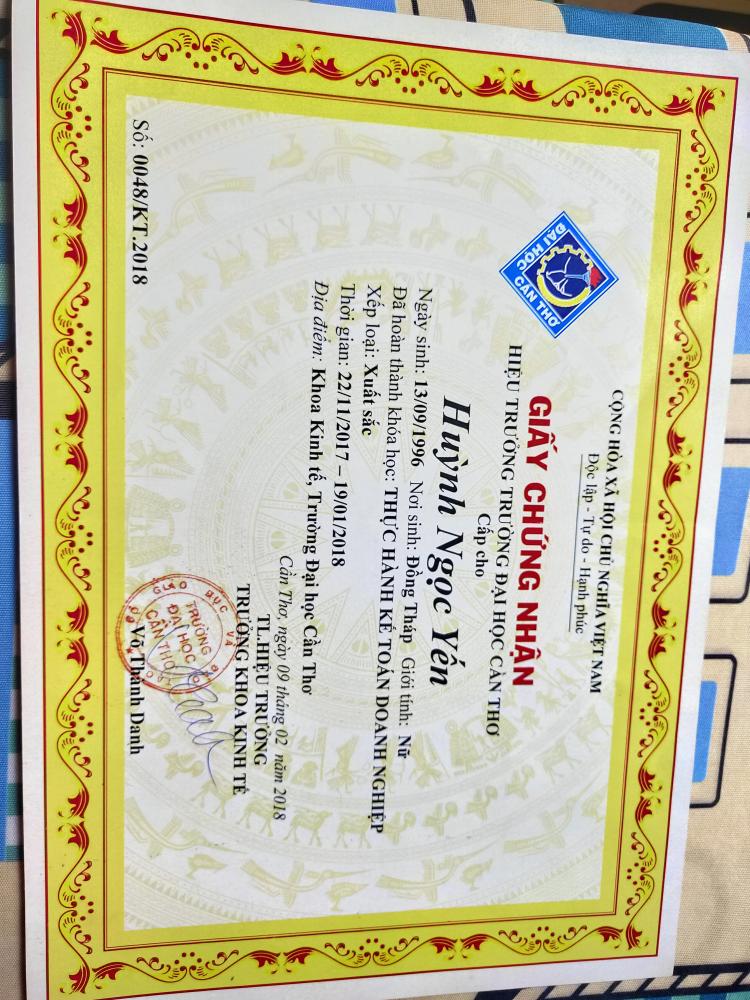 CỘNG HÒA XÃ HỘI CHỦ NGHĨA VIỆT NAM
Độc lập - Tự do - Hạnh phúc
ĐẠI HỌC
CẦN THƠ
GIẤY CHỨNG NHẬN
HIỆU TRƯỞNG TRƯỜNG ĐẠI HỌC CẦN THƠ
Cấp cho
Huỳnh Ngọc Yến
Ngày sinh: 13/09/1996 Nơi sinh: Đồng Tháp Giới tính: Nữ
Đã hoàn thành khóa học: THỰC HÀNH KẾ TOÁN DOANH NGHIỆP
Xếp loại: Xuất sắc
Thời gian: 22/11/2017 – 19/01/2018
Địa điểm: Khoa Kinh tế, Trường Đại học Cần Thơ
Cần Thơ, ngày 09 tháng 02 năm 2018
TL.HIỆU TRƯỞNG
TRƯỞNG KHOA KINH TẾ
GIÁO DỤC VÀ
TRƯỜNG
ĐẠI HỌC
CẦN THƠ
Võ Thành Danh
Số: 0048/KT.2018